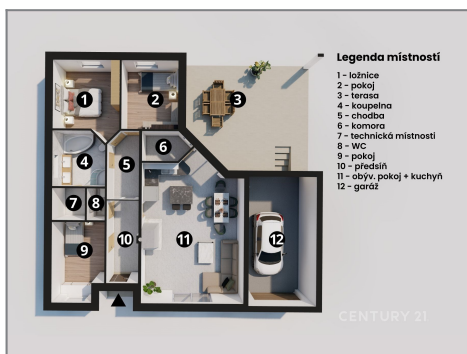 Legenda místností
1 - ložnice
2 - pokoj
3 - terasa
4 - koupelna
5 - chodba
6 - komora
7 - technická místnosti
8 - WC
9 - pokoj
10 - předsíň
11 - obýv. pokoj + kuchyň
12 - garáž
1
2
3
4
5
6
7
8
9
10
11
12
CENTURY 21